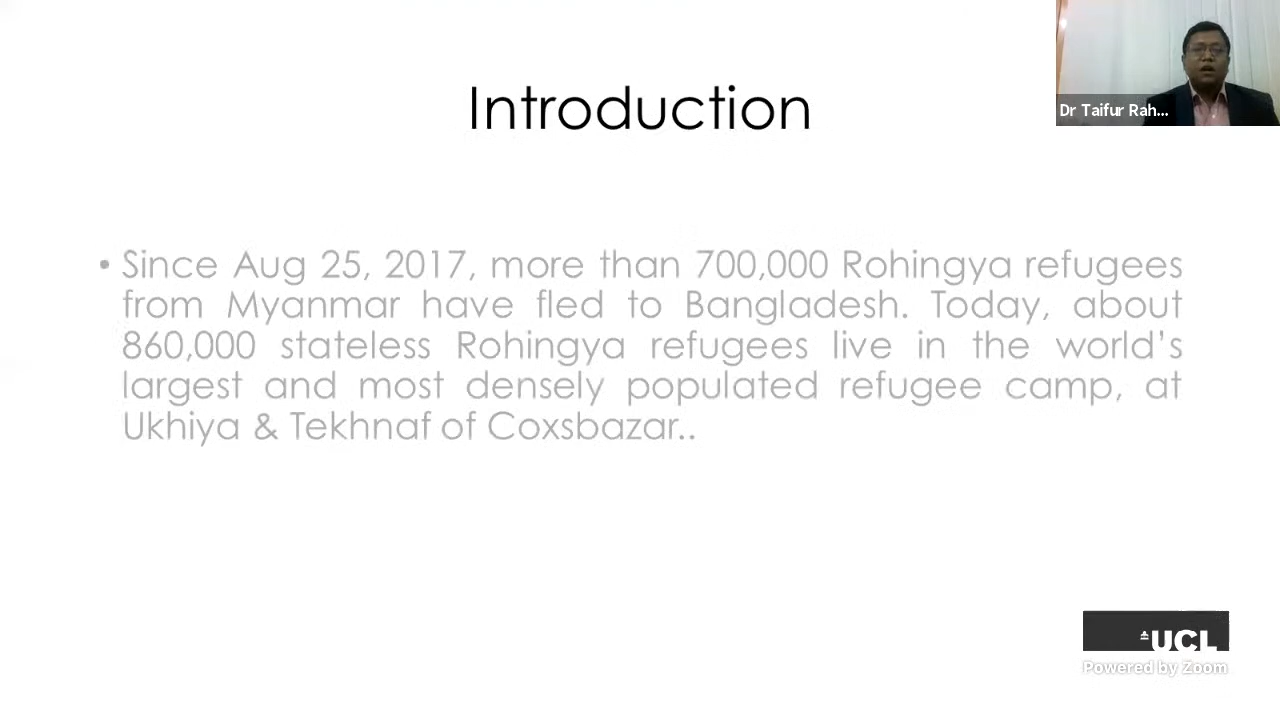 Introduction
Dr Taifur Rah...
• Since Aug 25, 2017, more than 700,000 Rohingya refugees
from Myanmar have fled to Bangladesh. Today, about
860,000 stateless Rohingya refugees live in the world's
largest and most densely populated refugee camp, at
Ukhiya & Tekhnaf of Coxsbazar..
UCL
Powered by Zoom